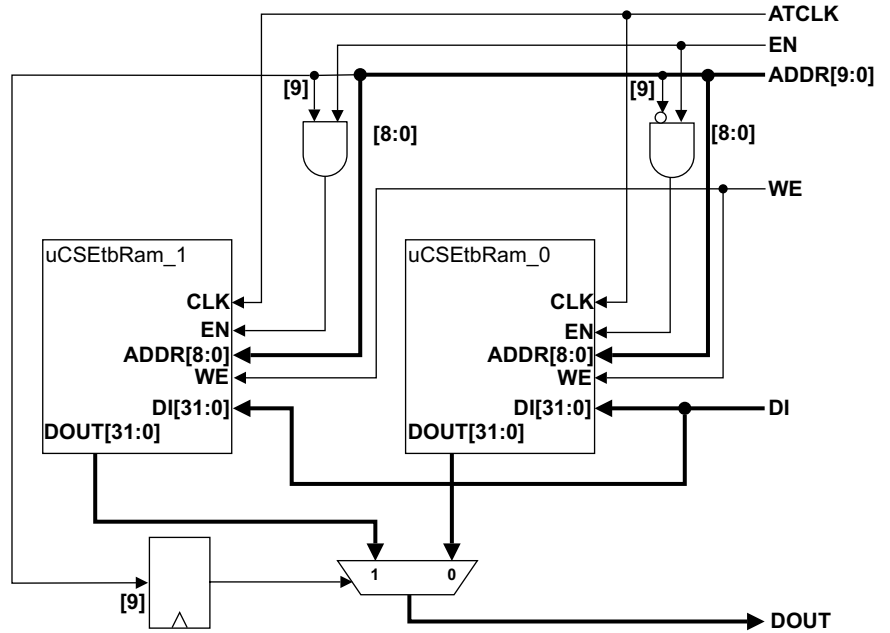 ATCLK
EN
ADDR[9:0]
[9]
[9]
[8:0]
[8:0]
WE
uCSEtbRam_1
uCSEtbRam_0
CLK
CLK
EN
EN
ADDR[8:0]
ADDR[8:0]
WE
WE
DI[31:0]
DI[31:0]
DI
DOUT[31:0]
DOUT[31:0]
1
0
[9]
DOUT